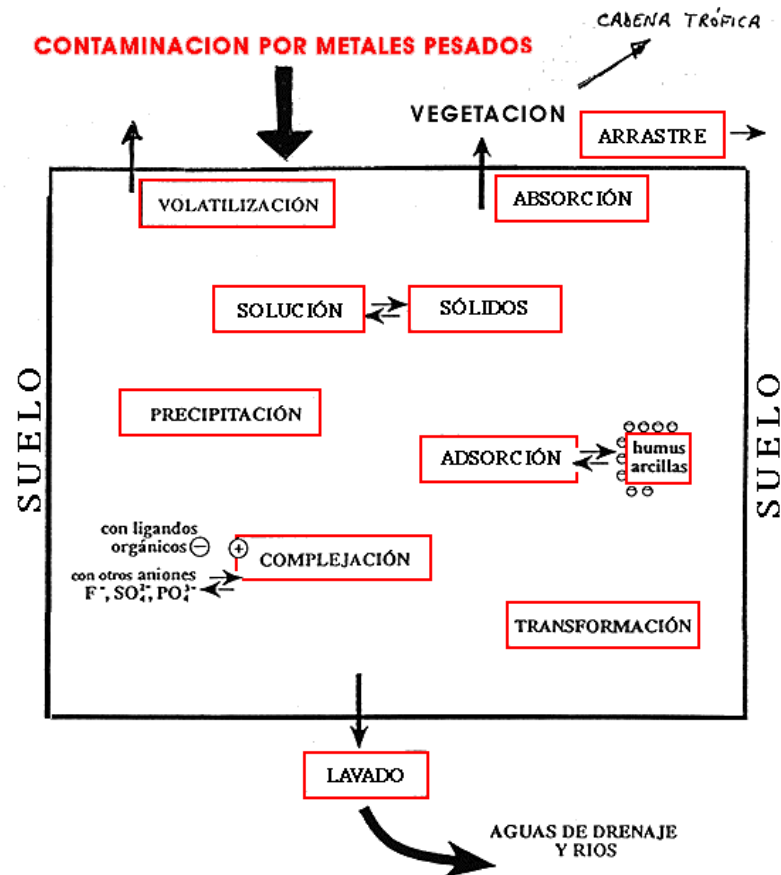 CADENA TRÓFICA
CONTAMINACION POR METALES PESADOS
VEGETACION
ARRASTRE
VOLATILIZACIÓN
ABSORCIÓN
SOLUCIÓN
SÓLIDOS
SUELO
SUELO
PRECIPITACIÓN
ADSORCIÓN
humus
arcillas
con ligandos
orgánicos ⊖
⊕
COMPLEJACIÓN
con otros aniones
F⁻, SO₄²⁻, PO₄³⁻
TRANSFORMACIÓN
LAVADO
AGUAS DE DRENAJE
Y RIOS